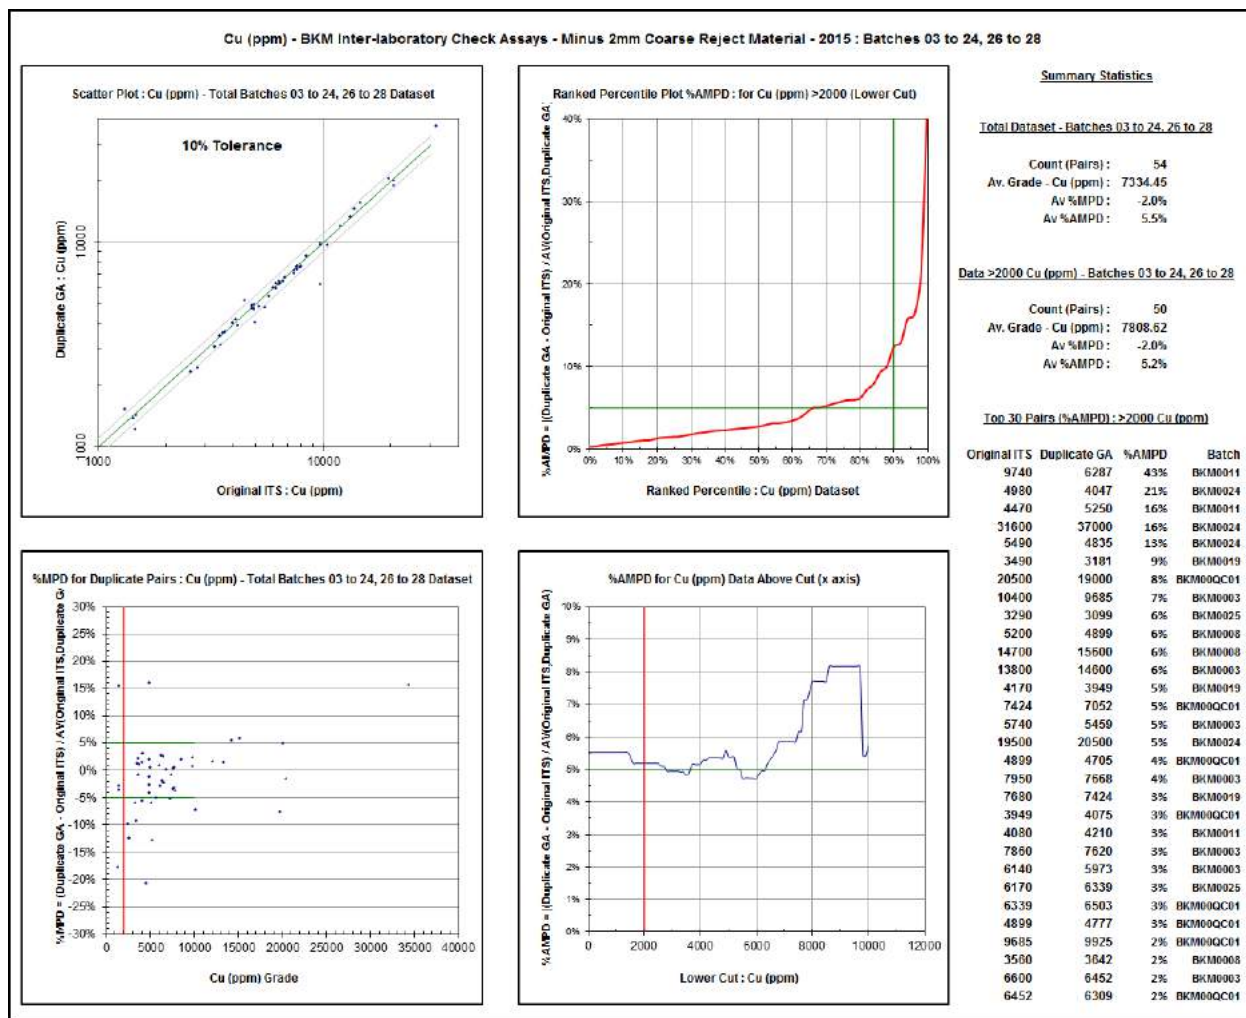 Cu (ppm) - BKM Inter-laboratory Check Assays - Minus 2mm Coarse Reject Material - 2015 : Batches 03 to 24, 26 to 28
Scatter Plot : Cu (ppm) - Total Batches 03 to 24, 26 to 28 Dataset
10% Tolerance
Duplicate GA : Cu (ppm)
10000
1000
1000
10000
Original ITS : Cu (ppm)
Ranked Percentile Plot %AMPD : for Cu (ppm) >2000 (Lower Cut)
%AMPD = |(Duplicate GA - Original ITS) / AV(Original ITS,Duplicate GA)
40%
30%
20%
10%
0%
0% 10% 20% 30% 40% 50% 60% 70% 80% 90% 100%
Ranked Percentile : Cu (ppm) Dataset
%MPD for Duplicate Pairs : Cu (ppm) - Total Batches 03 to 24, 26 to 28 Dataset
%MPD = (Duplicate GA - Original ITS) / AV(Original ITS,Duplicate GA
30%
25%
20%
15%
10%
5%
0%
-5%
-10%
-15%
-20%
-25%
-30%
0 5000 10000 15000 20000 25000 30000 35000 40000
Cu (ppm) Grade
%AMPD for Cu (ppm) Data Above Cut (x axis)
%AMPD = |(Duplicate GA - Original ITS) / AV(Original ITS,Duplicate GA)
10%
9%
8%
7%
6%
5%
4%
3%
2%
1%
0%
0 2000 4000 6000 8000 10000 12000
Lower Cut : Cu (ppm)
Summary Statistics
Total Dataset - Batches 03 to 24, 26 to 28
Count (Pairs) : 54
Av. Grade - Cu (ppm) : 7334.45
Av %MPD : -2.0%
Av %AMPD : 5.5%
Data >2000 Cu (ppm) - Batches 03 to 24, 26 to 28
Count (Pairs) : 50
Av. Grade - Cu (ppm) : 7808.62
Av %MPD : -2.0%
Av %AMPD : 5.2%
Top 30 Pairs (%AMPD) : >2000 Cu (ppm)
Original ITS Duplicate GA %AMPD Batch
9740 6287 43% BKM0011
4980 4047 21% BKM0024
4470 5250 16% BKM0011
31600 37000 16% BKM0024
5490 4835 13% BKM0024
3490 3181 9% BKM0019
20500 19000 8% BKM00QC01
10400 9685 7% BKM0003
3290 3099 6% BKM0025
5200 4899 6% BKM0008
14700 15600 6% BKM0008
13800 14600 6% BKM0003
4170 3949 5% BKM0019
7424 7052 5% BKM00QC01
5740 5459 5% BKM0003
19500 20500 5% BKM0024
4899 4705 4% BKM00QC01
7950 7668 4% BKM0003
7680 7424 3% BKM0019
3949 4075 3% BKM00QC01
4080 4210 3% BKM0011
7860 7620 3% BKM0003
6140 5973 3% BKM0003
6170 6339 3% BKM0025
6339 6503 3% BKM00QC01
4899 4777 3% BKM00QC01
9685 9925 2% BKM00QC01
3560 3642 2% BKM0008
6600 6452 2% BKM0003
6452 6309 2% BKM00QC01